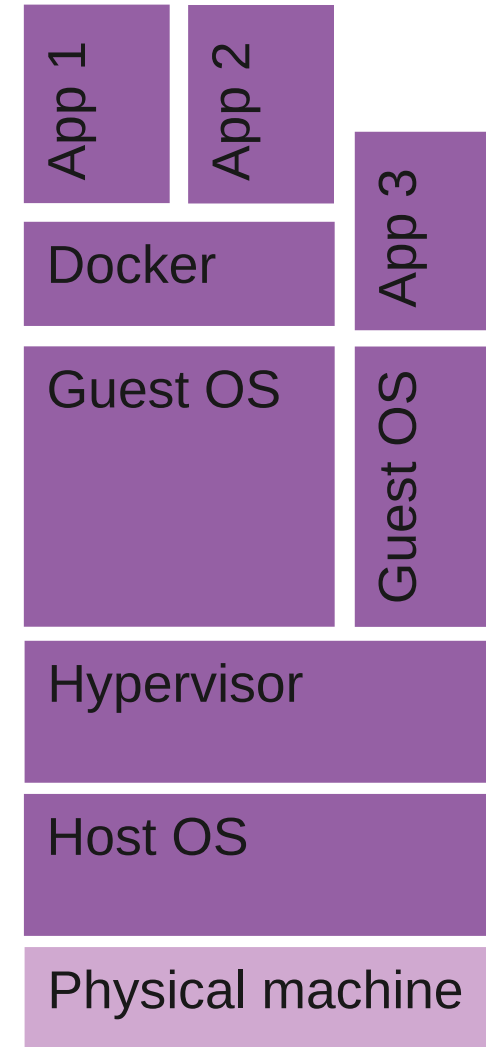 App 1
App 2
App 3
Docker
Guest OS
Guest OS
Hypervisor
Host OS
Physical machine